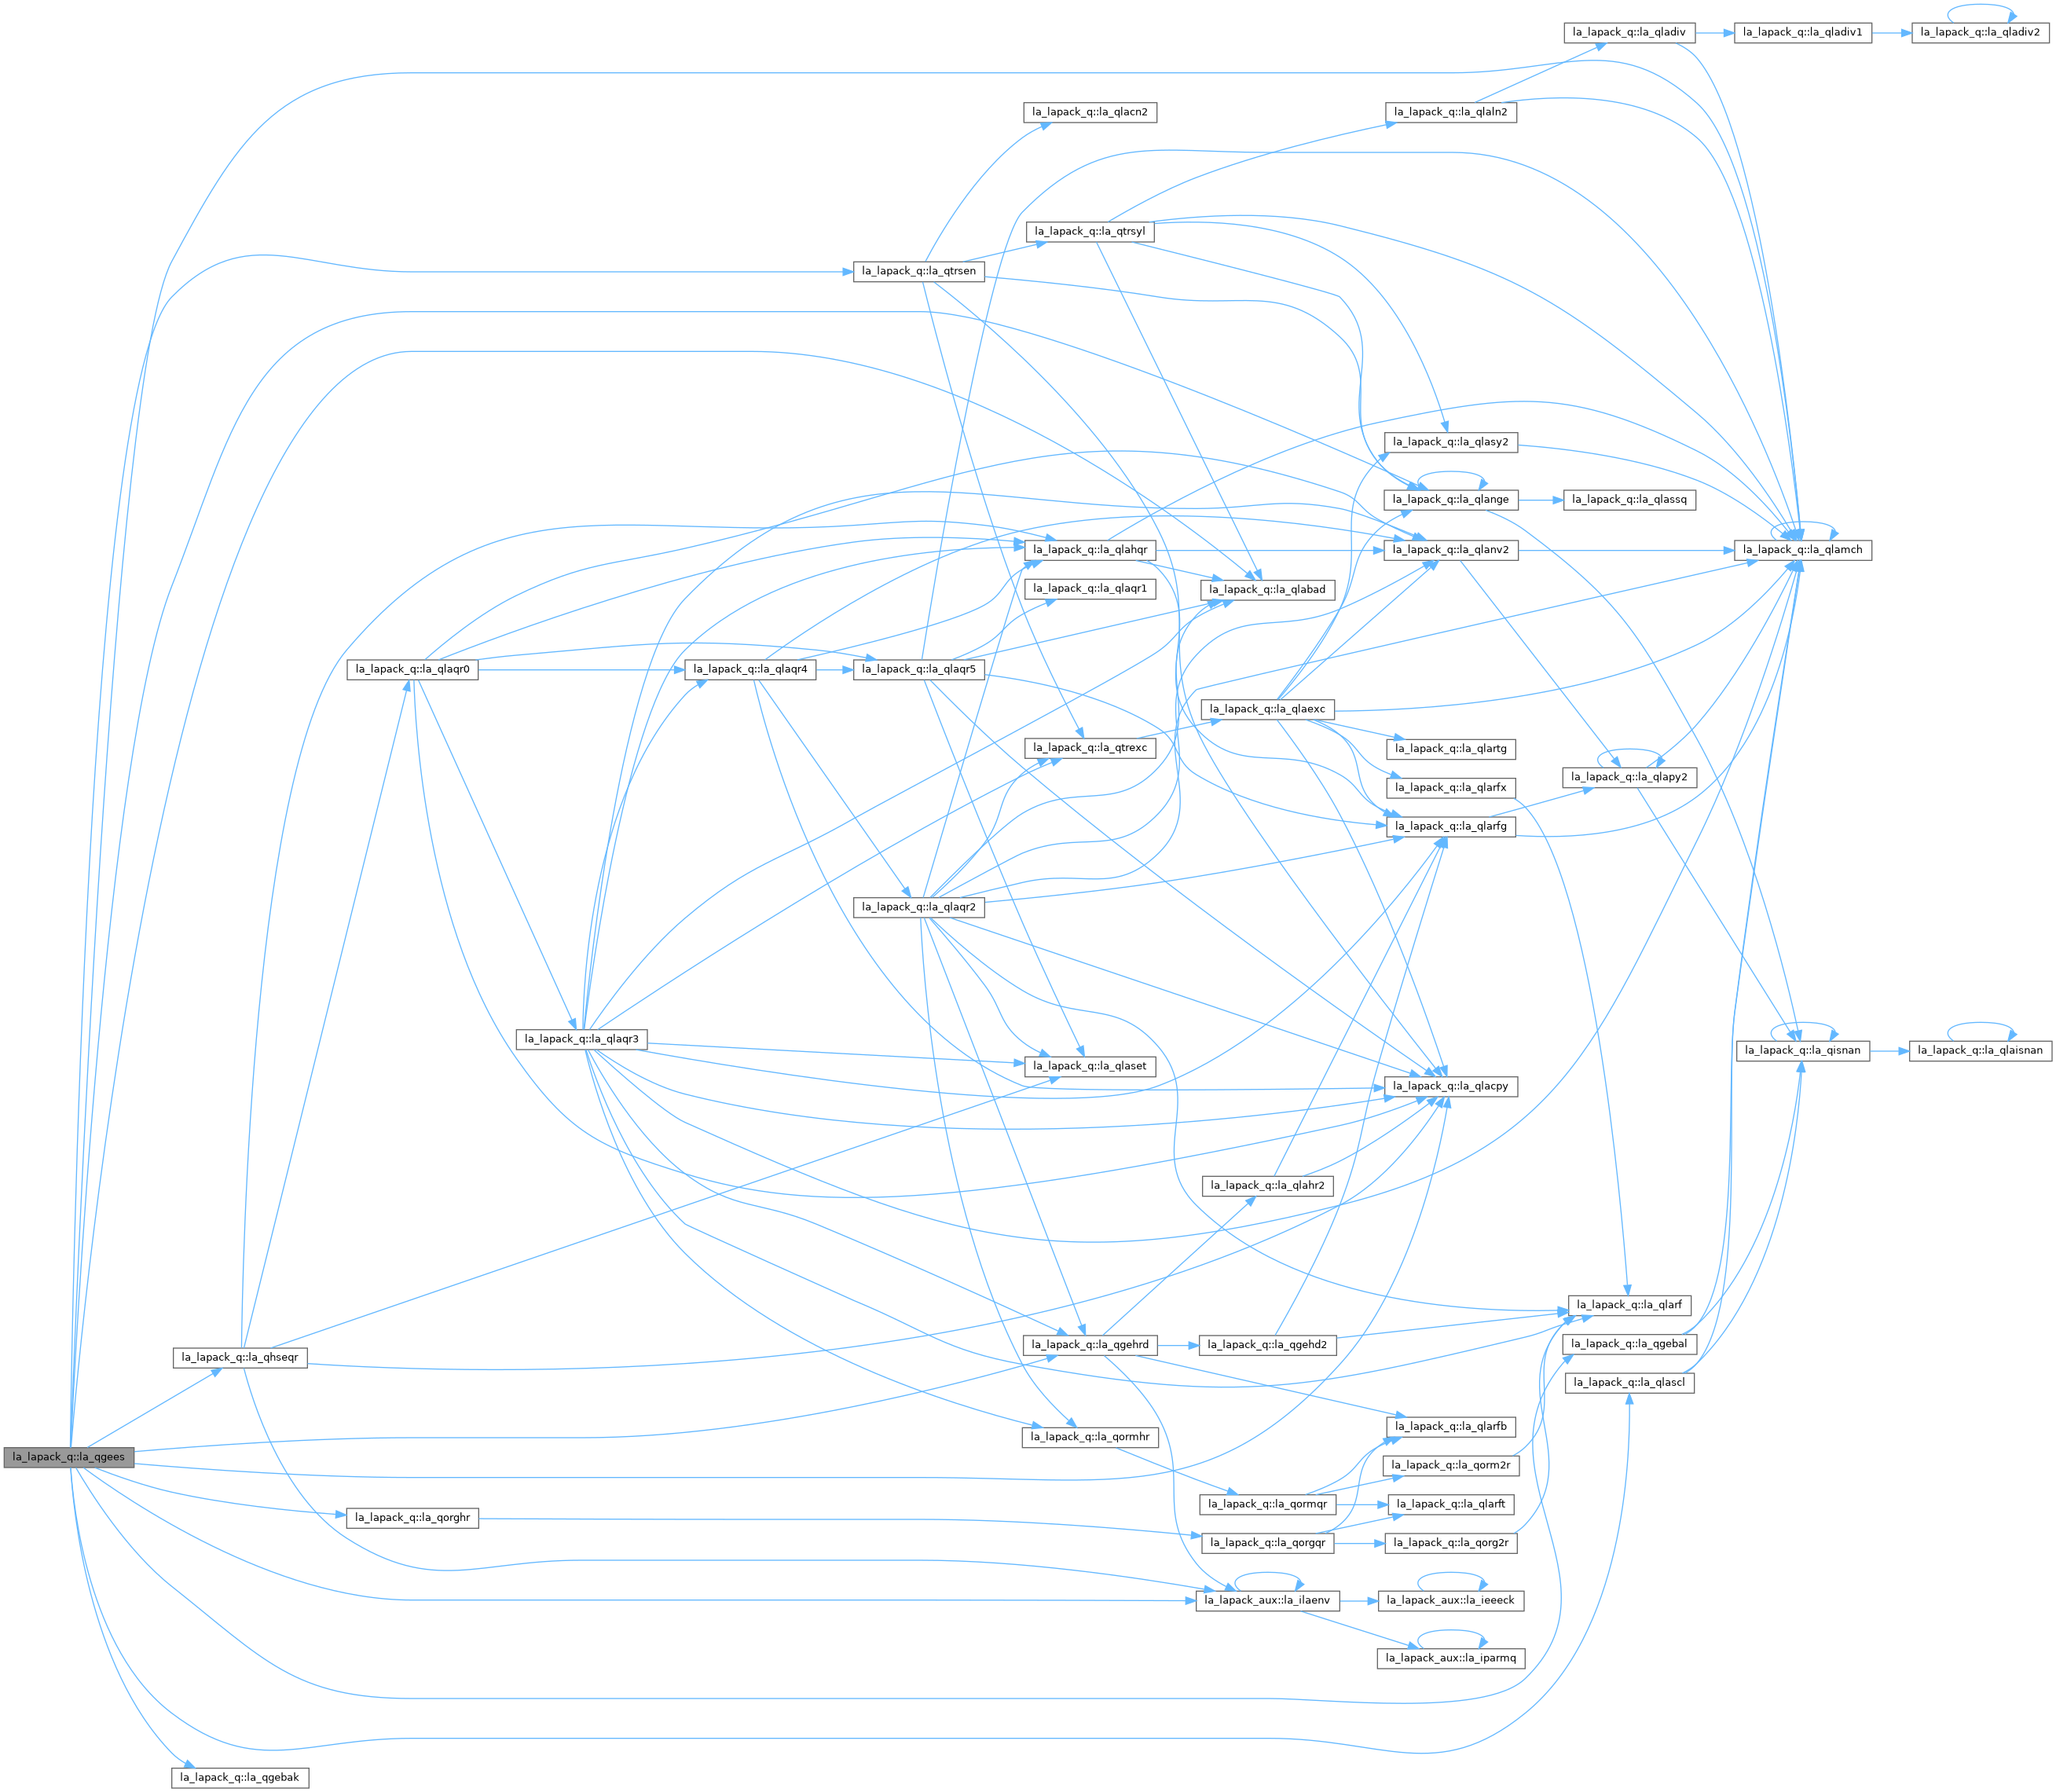 la_lapack_q::la_qladiv
la_lapack_q::la_qladiv1
la_lapack_q::la_qladiv2
la_lapack_q::la_qlacn2
la_lapack_q::la_qlaln2
la_lapack_q::la_qtrsyl
la_lapack_q::la_qtrsen
la_lapack_q::la_qlasy2
la_lapack_q::la_qlange
la_lapack_q::la_qlassq
la_lapack_q::la_qlahqr
la_lapack_q::la_qlanv2
la_lapack_q::la_qlamch
la_lapack_q::la_qlaqr1
la_lapack_q::la_qlabad
la_lapack_q::la_qlaqr0
la_lapack_q::la_qlaqr4
la_lapack_q::la_qlaqr5
la_lapack_q::la_qlaexc
la_lapack_q::la_qtrexc
la_lapack_q::la_qlartg
la_lapack_q::la_qlapy2
la_lapack_q::la_qlarfx
la_lapack_q::la_qlarfg
la_lapack_q::la_qlaqr2
la_lapack_q::la_qlaqr3
la_lapack_q::la_qisnan
la_lapack_q::la_qlaisnan
la_lapack_q::la_qlaset
la_lapack_q::la_qlacpy
la_lapack_q::la_qlahr2
la_lapack_q::la_qlarf
la_lapack_q::la_qgehrd
la_lapack_q::la_qgehd2
la_lapack_q::la_qgebal
la_lapack_q::la_qhseqr
la_lapack_q::la_qlascl
la_lapack_q::la_qlarfb
la_lapack_q::la_qormhr
la_lapack_q::la_qgees
la_lapack_q::la_qorm2r
la_lapack_q::la_qormqr
la_lapack_q::la_qlarft
la_lapack_q::la_qorghr
la_lapack_q::la_qorgqr
la_lapack_q::la_qorg2r
la_lapack_aux::la_ilaenv
la_lapack_aux::la_ieeeck
la_lapack_aux::la_iparmq
la_lapack_q::la_qgebak